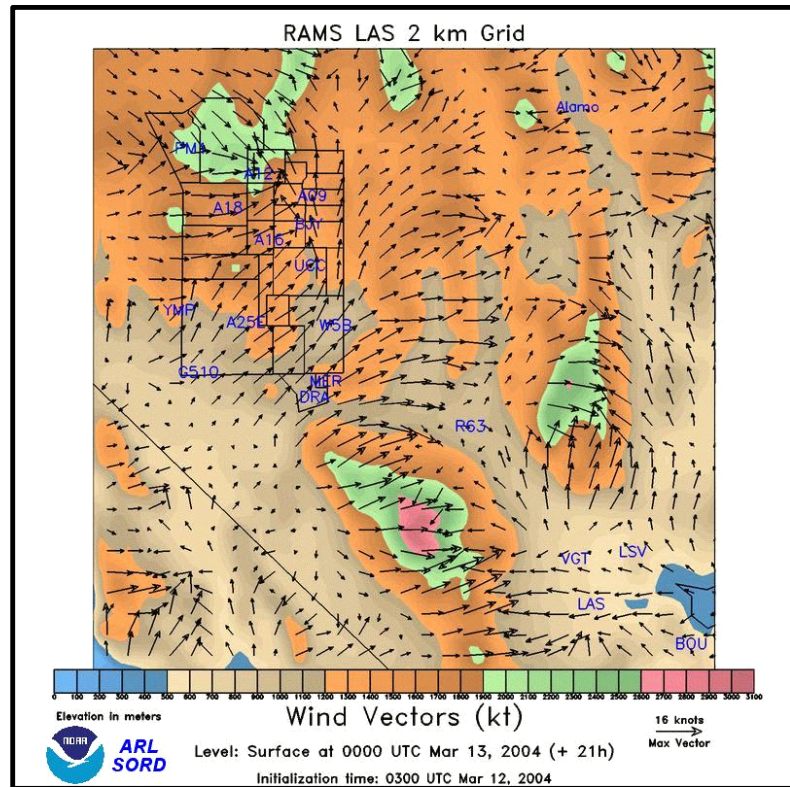 RAMS LAS 2 km Grid
Alamo
PM1
A12
A18
A09
BJY
A16
UCC
YMP
A25E
W5B
G510
MER
DRA
R63
VGT
LSV
LAS
BOU
0 100 200 300 400 500 600 700 800 900 1000 1100 1200 1300 1400 1500 1600 1700 1800 1900 2000 2100 2200 2300 2400 2500 2600 2700 2800 2900 3000 3100
Elevation in meters
Wind Vectors (kt)
16 knots
Max Vector
NOAA
ARL
SORD
Level: Surface at 0000 UTC Mar 13, 2004 (+ 21h)
Initialization time: 0300 UTC Mar 12, 2004